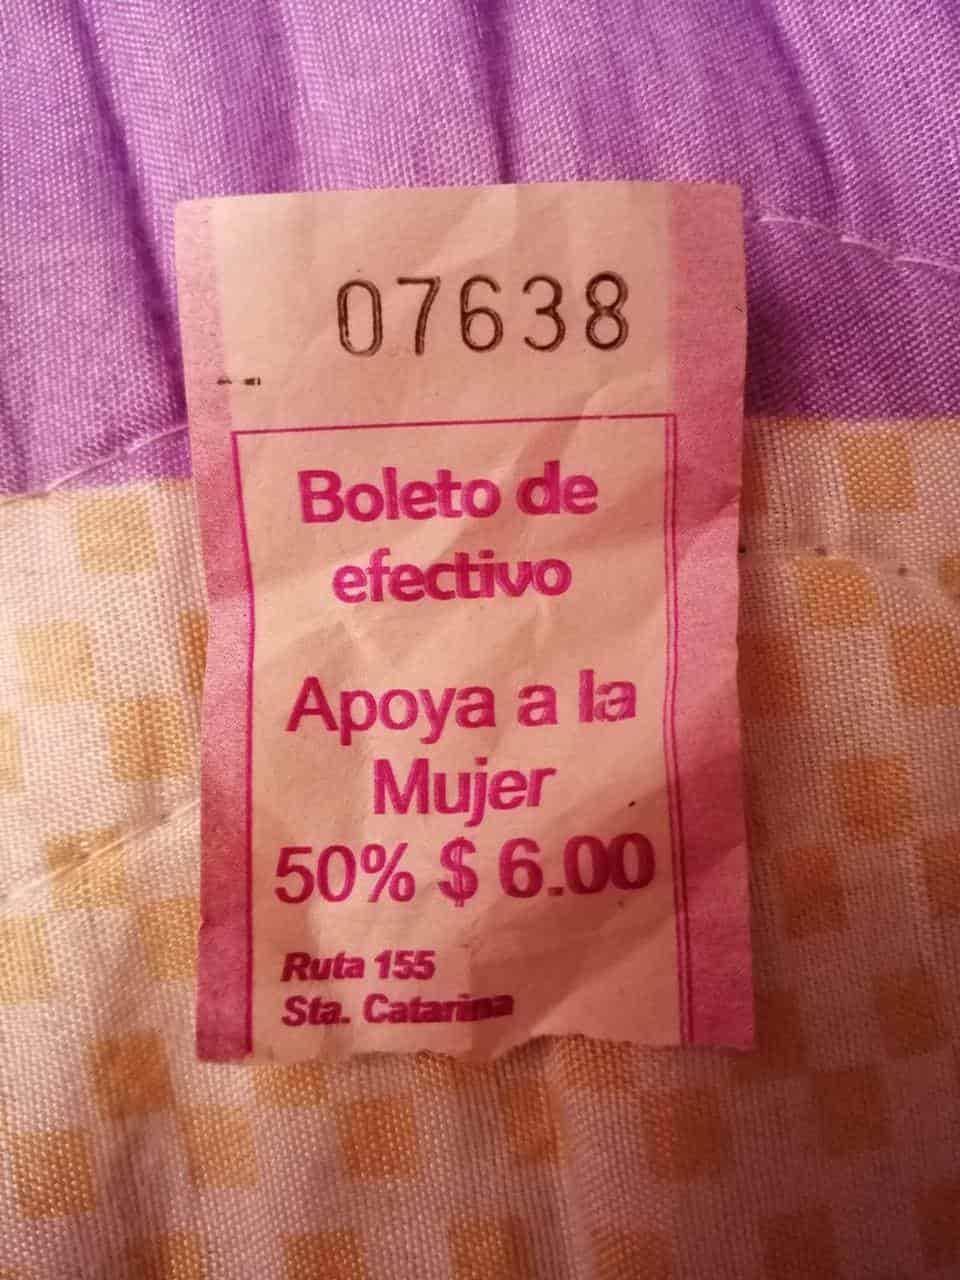 07638
Boleto de
efectivo
Apoya a la
Mujer
50% $ 6.00
Ruta 155
Sta. Catarina